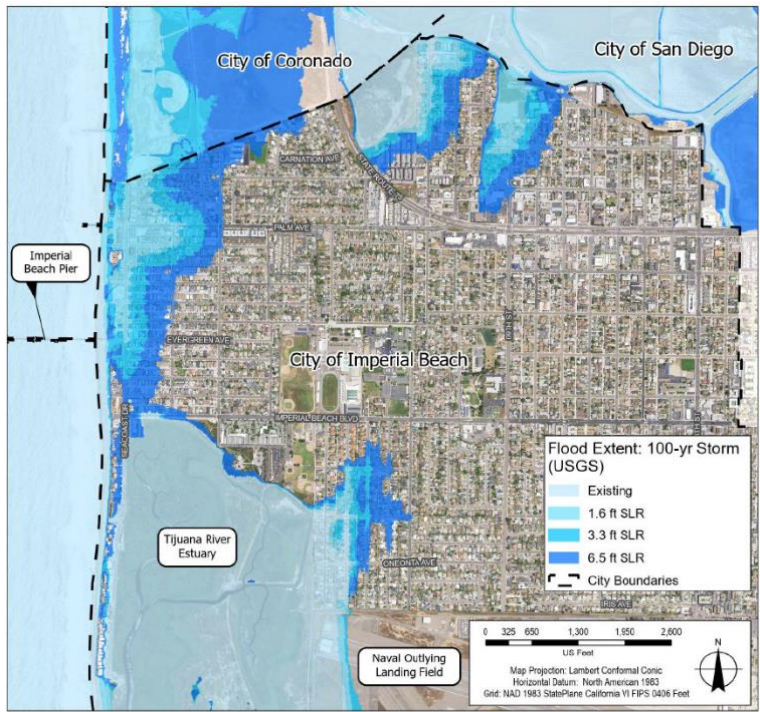 City of Coronado
City of San Diego
CARNATION AVE
PALM AVE
Imperial
Beach Pier
EVERGREEN AVE
City of Imperial Beach
IMPERIAL BEACH BLVD
SEACOAST DR
Tijuana River
Estuary
ONEONTA AVE
IRIS AVE
Naval Outlying
Landing Field
Flood Extent: 100-yr Storm
(USGS)
Existing
1.6 ft SLR
3.3 ft SLR
6.5 ft SLR
City Boundaries
0 325 650 1,300 1,950 2,600
US Feet
N
Map Projection: Lambert Conformal Conic
Horizontal Datum: North American 1983
Grid: NAD 1983 StatePlane California VI FIPS 0406 Feet